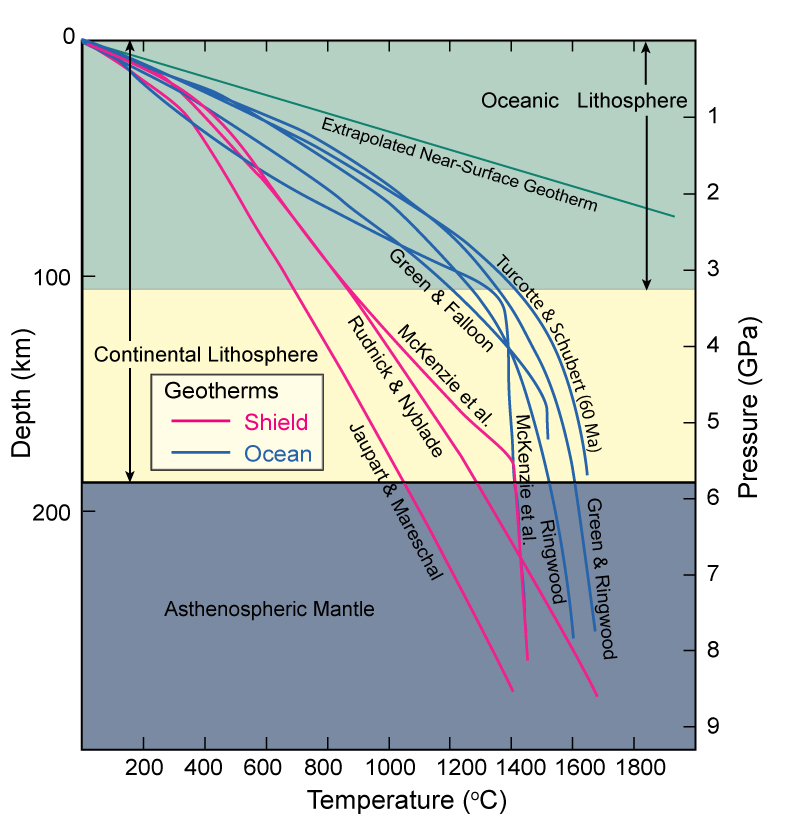 0
Oceanic Lithosphere
1
Extrapolated Near-Surface Geotherm
2
100
3
Turcotte & Schubert (60 Ma)
Green & Falloon
4
Continental Lithosphere
McKenzie et al.
Rudnick & Nyblade
Geotherms
Shield
Ocean
5
Jaupart & Mareschal
McKenzie et al.
6
200
Ringwood
Green & Ringwood
7
Asthenospheric Mantle
8
9
Depth (km)
Pressure (GPa)
200 400 600 800 1000 1200 1400 1600 1800
Temperature (°C)